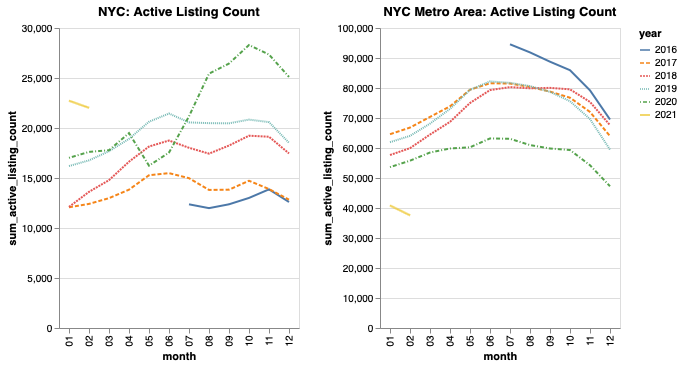 NYC: Active Listing Count
30,000
25,000
20,000
15,000
10,000
5,000
0
sum_active_listing_count
01 02 03 04 05 06 07 08 09 10 11 12
month
NYC Metro Area: Active Listing Count
100,000
90,000
80,000
70,000
60,000
50,000
40,000
30,000
20,000
10,000
0
sum_active_listing_count
01 02 03 04 05 06 07 08 09 10 11 12
month
year
2016
2017
2018
2019
2020
2021